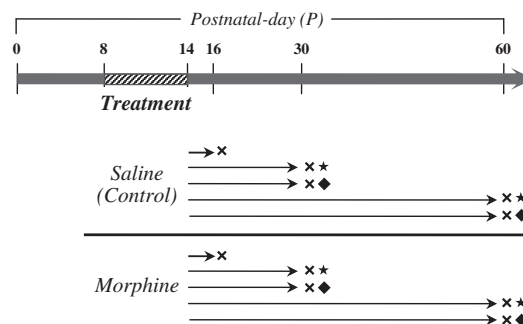 Postnatal-day (P)
0 8 14 16 30 60
Treatment
Saline
(Control)
Morphine